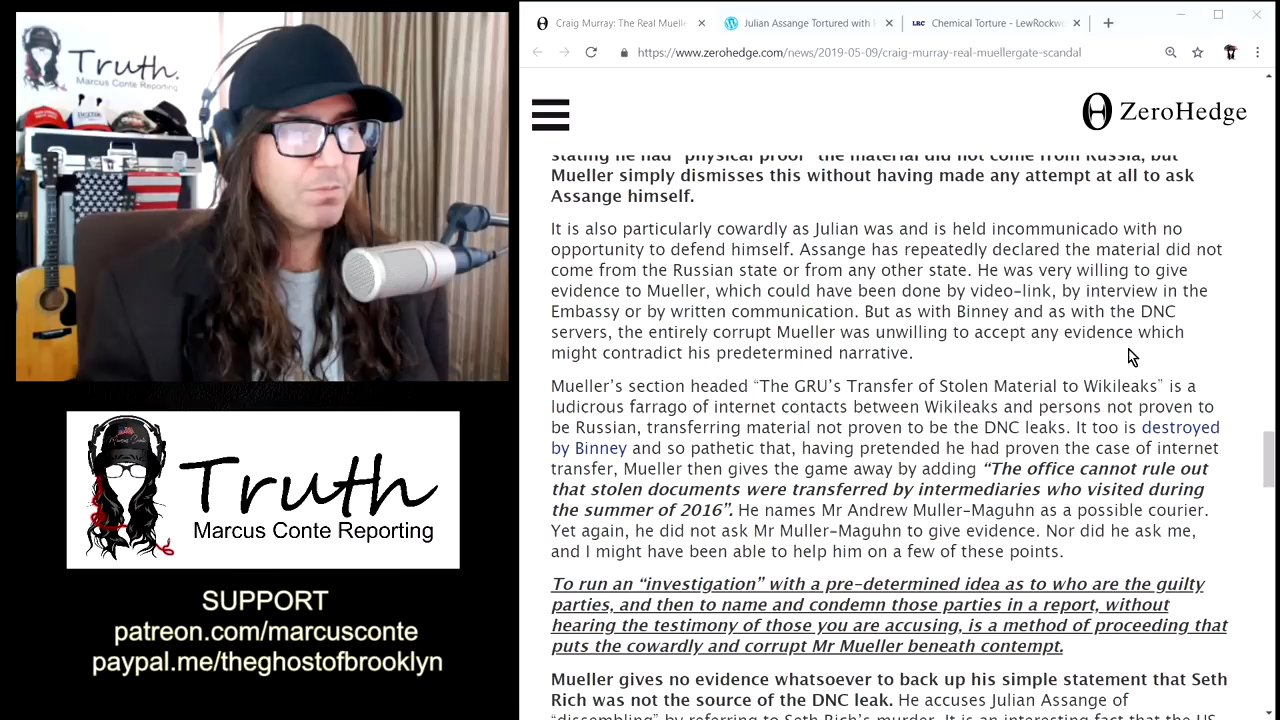 Truth.
Marcus Conte Reporting
Truth
Marcus Conte Reporting
SUPPORT
patreon.com/marcusconte
paypal.me/theghostofbrooklyn
Craig Murray: The Real Muelle
Julian Assange Tortured with
LRC Chemical Torture - LewRockw
https://www.zerohedge.com/news/2019-05-09/craig-murray-real-muellergate-scandal
ZeroHedge
stating he had "physical proof" the material did not come from Russia, but
Mueller simply dismisses this without having made any attempt at all to ask
Assange himself.
It is also particularly cowardly as Julian was and is held incommunicado with no
opportunity to defend himself. Assange has repeatedly declared the material did not
come from the Russian state or from any other state. He was very willing to give
evidence to Mueller, which could have been done by video-link, by interview in the
Embassy or by written communication. But as with Binney and as with the DNC
servers, the entirely corrupt Mueller was unwilling to accept any evidence which
might contradict his predetermined narrative.
Mueller's section headed "The GRU's Transfer of Stolen Material to Wikileaks" is a
ludicrous farrago of internet contacts between Wikileaks and persons not proven to
be Russian, transferring material not proven to be the DNC leaks. It too is destroyed
by Binney and so pathetic that, having pretended he had proven the case of internet
transfer, Mueller then gives the game away by adding "The office cannot rule out
that stolen documents were transferred by intermediaries who visited during
the summer of 2016". He names Mr Andrew Muller-Maguhn as a possible courier.
Yet again, he did not ask Mr Muller-Maguhn to give evidence. Nor did he ask me,
and I might have been able to help him on a few of these points.
To run an "investigation" with a pre-determined idea as to who are the guilty
parties, and then to name and condemn those parties in a report, without
hearing the testimony of those you are accusing, is a method of proceeding that
puts the cowardly and corrupt Mr Mueller beneath contempt.
Mueller gives no evidence whatsoever to back up his simple statement that Seth
Rich was not the source of the DNC leak. He accuses Julian Assange of
"dissembling" by referring to Seth Rich's murder. It is an interesting fact that the US